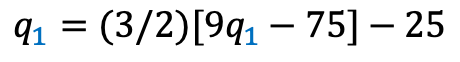 q₁ = (3/2)[9q₁ − 75] − 25